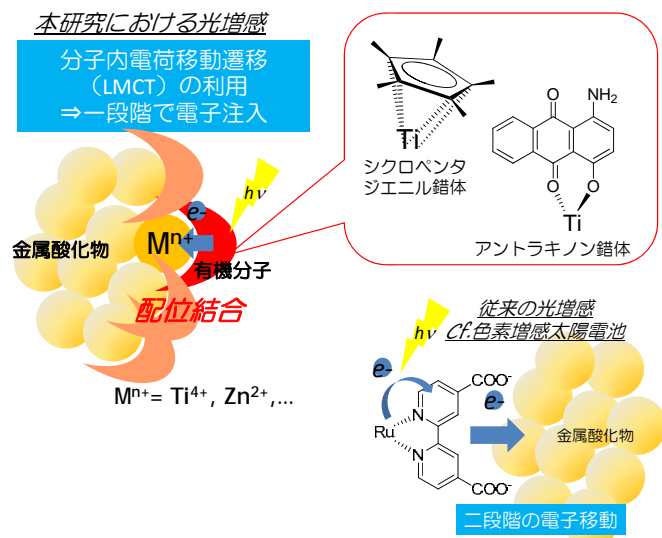 本研究における光増感
分子内電荷移動遷移
（LMCT）の利用
⇒一段階で電子注入
hν
e-
金属酸化物
Mn+
有機分子
配位結合
Mn+= Ti4+, Zn2+,…
Ti
シクロペンタ
ジエニル錯体
O
NH2
O
O
Ti
アントラキノン錯体
従来の光増感
Cf.色素増感太陽電池
hν
e-
COO-
e-
N
Ru
金属酸化物
N
COO-
二段階の電子移動